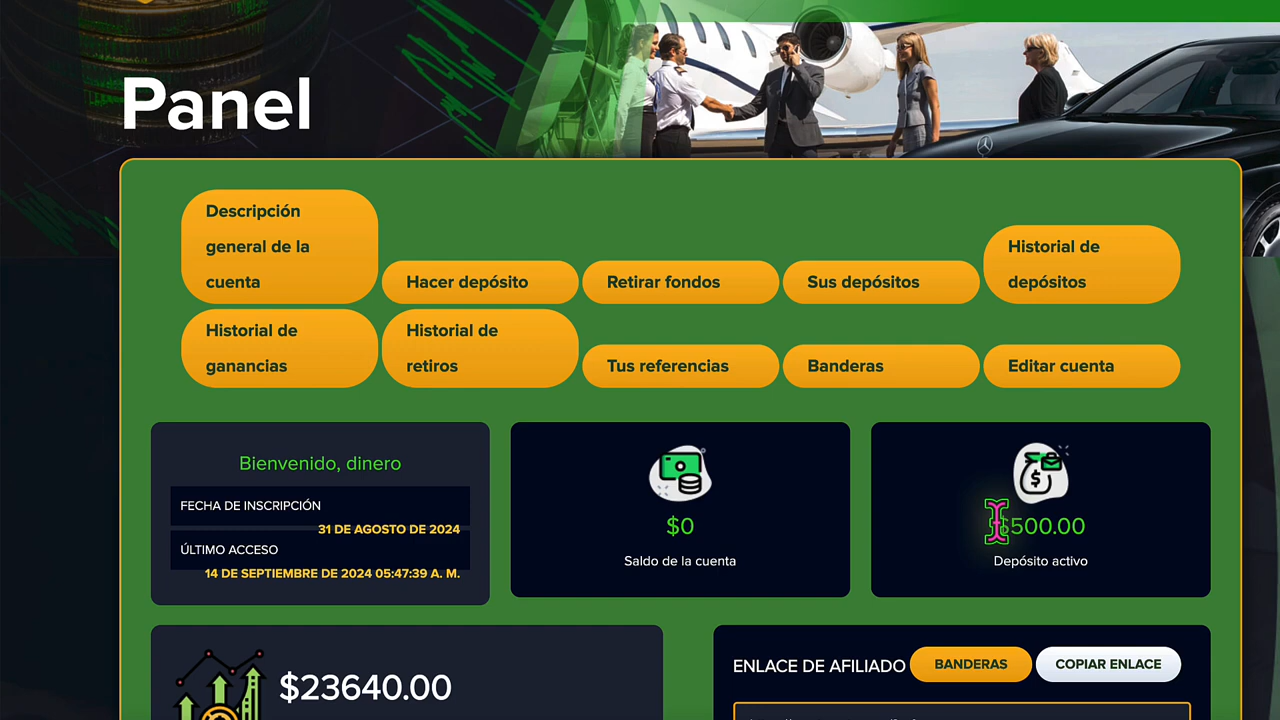 Panel
Descripción
general de la
cuenta
Hacer depósito
Retirar fondos
Sus depósitos
Historial de
depósitos
Historial de
ganancias
Historial de
retiros
Tus referencias
Banderas
Editar cuenta
Bienvenido, dinero
FECHA DE INSCRIPCIÓN
31 DE AGOSTO DE 2024
ÚLTIMO ACCESO
14 DE SEPTIEMBRE DE 2024 05:47:39 A. M.
$0
Saldo de la cuenta
$500.00
Depósito activo
$23640.00
ENLACE DE AFILIADO
BANDERAS
COPIAR ENLACE